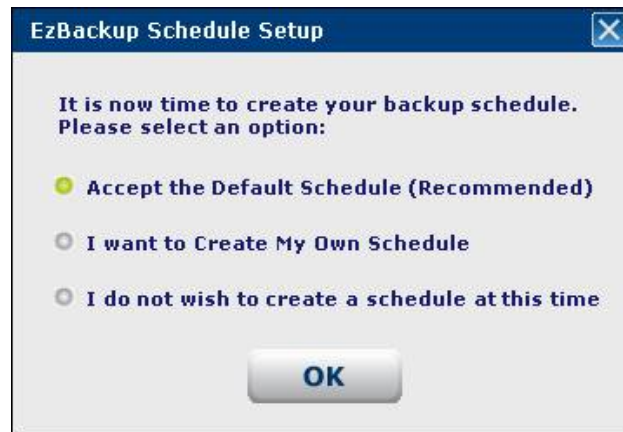 EzBackup Schedule Setup
It is now time to create your backup schedule.
Please select an option:
Accept the Default Schedule (Recommended)
I want to Create My Own Schedule
I do not wish to create a schedule at this time
OK